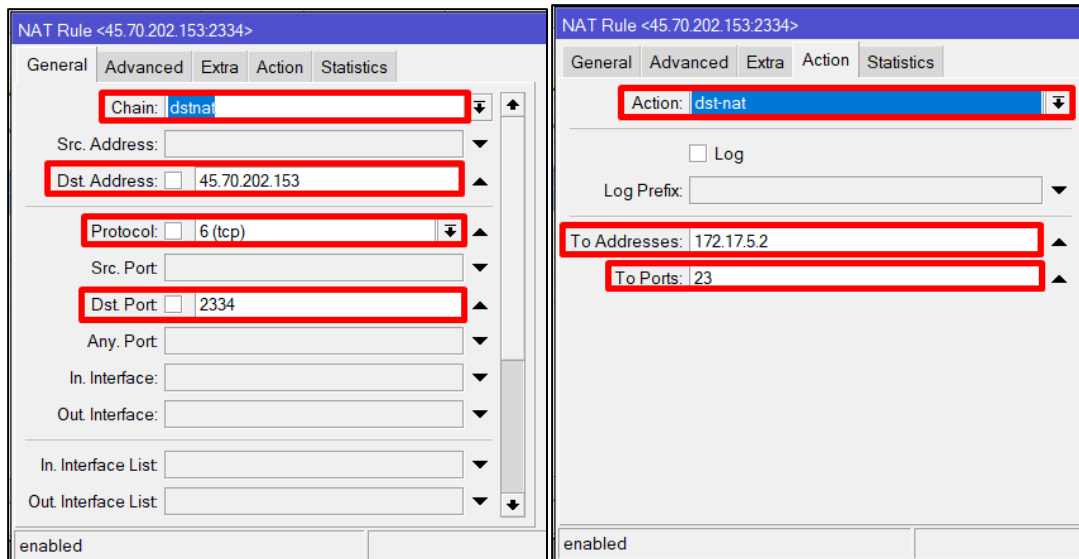 NAT Rule <45.70.202.153:2334>
General Advanced Extra Action Statistics
Chain: dstnat
Src. Address:
Dst. Address: 45.70.202.153
Protocol: 6 (tcp)
Src. Port:
Dst. Port: 2334
Any. Port:
In. Interface:
Out. Interface:
In. Interface List:
Out. Interface List:
enabled
NAT Rule <45.70.202.153:2334>
General Advanced Extra Action Statistics
Action: dst-nat
Log
Log Prefix:
To Addresses: 172.17.5.2
To Ports: 23
enabled